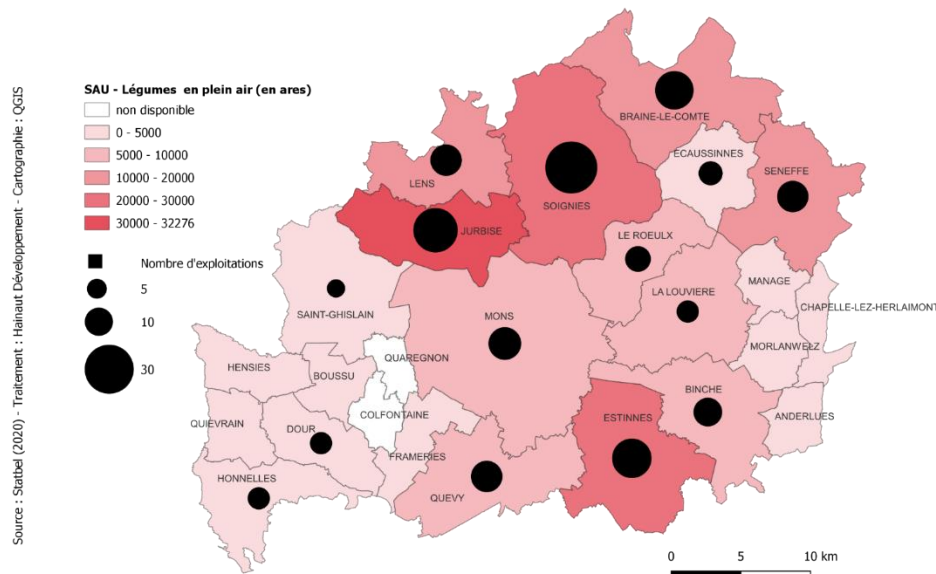 Source : Statbel (2020) - Traitement : Hainaut Développement - Cartographie : QGIS
SAU - Légumes en plein air (en ares)
non disponible
0 - 5000
5000 - 10000
10000 - 20000
20000 - 30000
30000 - 32276
Nombre d'exploitations
5
10
30
BRAINE-LE-COMTE
ÉCAUSSINNES
SENEFFE
LENS
SOIGNIES
JURBISE
LE ROEULX
MANAGE
LA LOUVIERE
CHAPELLE-LEZ-HERLAIMONT
SAINT-GHISLAIN
MONS
MORLANWELZ
QUAREGNON
HENSIES
BOUSSU
BINCHE
COLFONTAINE
ESTINNES
ANDERLUES
QUIÉVRAIN
DOUR
FRAMERIES
HONNELLES
QUEVY
0 5 10 km